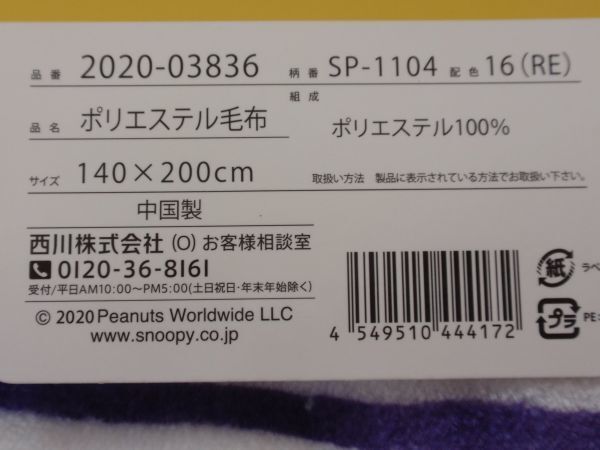 品番 2020-03836 柄番 SP-1104 配色 16(RE)
品名 ポリエステル毛布 組成 ポリエステル100%
サイズ 140×200cm 取扱い方法 製品に表示されている方法でお取扱い下さい。
中国製
西川株式会社 (O) お客様相談室
0120-36-8161
受付/平日AM10:00~PM5:00(土日祝日・年末年始除く)
© 2020 Peanuts Worldwide LLC
www.snoopy.co.jp
4 549510 444172
紙 ラベ
プラ PE: